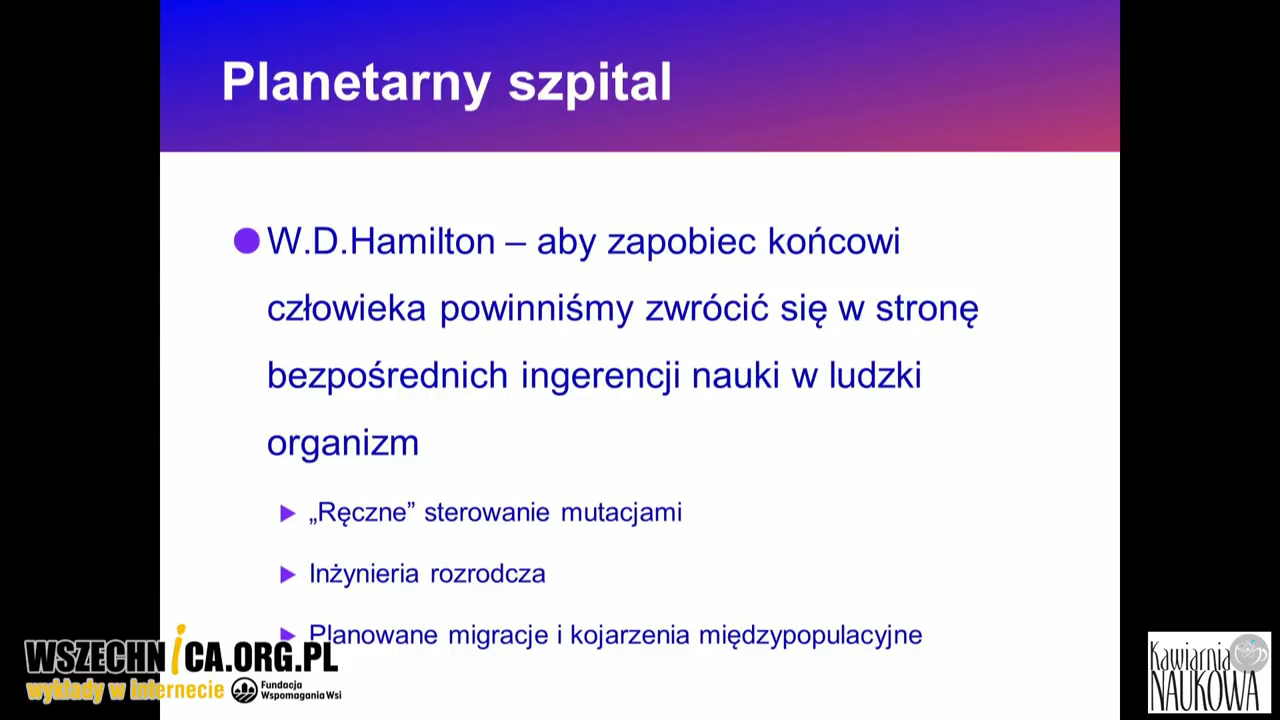 Planetarny szpital
W.D.Hamilton – aby zapobiec końcowi
człowieka powinniśmy zwrócić się w stronę
bezpośrednich ingerencji nauki w ludzki
organizm
„Ręczne” sterowanie mutacjami
Inżynieria rozrodcza
Planowane migracje i kojarzenia międzypopulacyjne
WSZECHNiCA.ORG.PL
wykłady w Internecie
Fundacja
Wspomagania Wsi
Kawiarnia
NAUKOWA